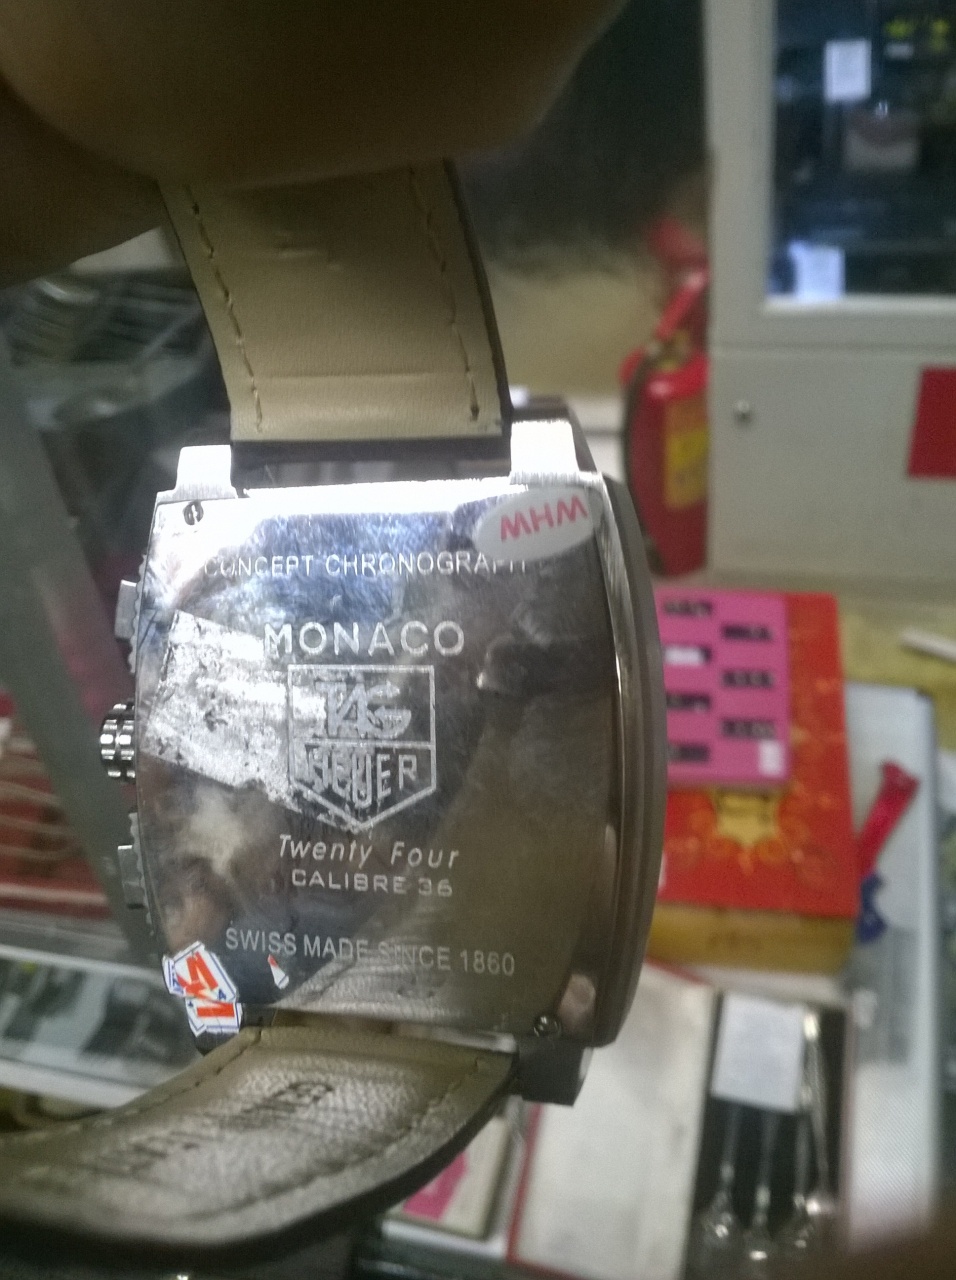 MHM
CONCEPT CHRONOGRAPH
MONACO
TAG
HEUER
Twenty Four
CALIBRE 36
SWISS MADE SINCE 1860